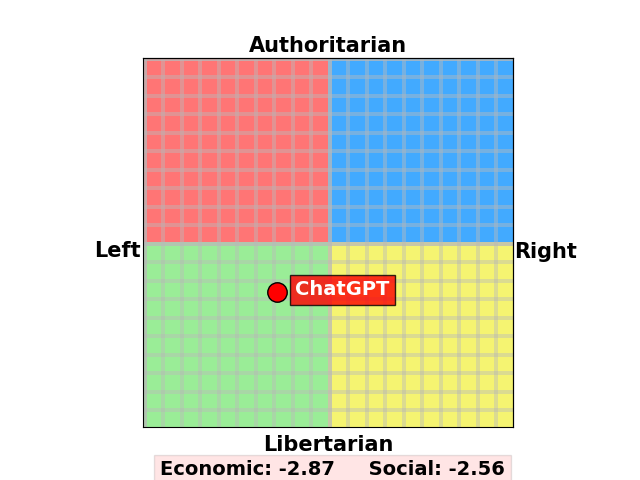 Authoritarian
Left
Right
ChatGPT
Libertarian
Economic: -2.87 Social: -2.56